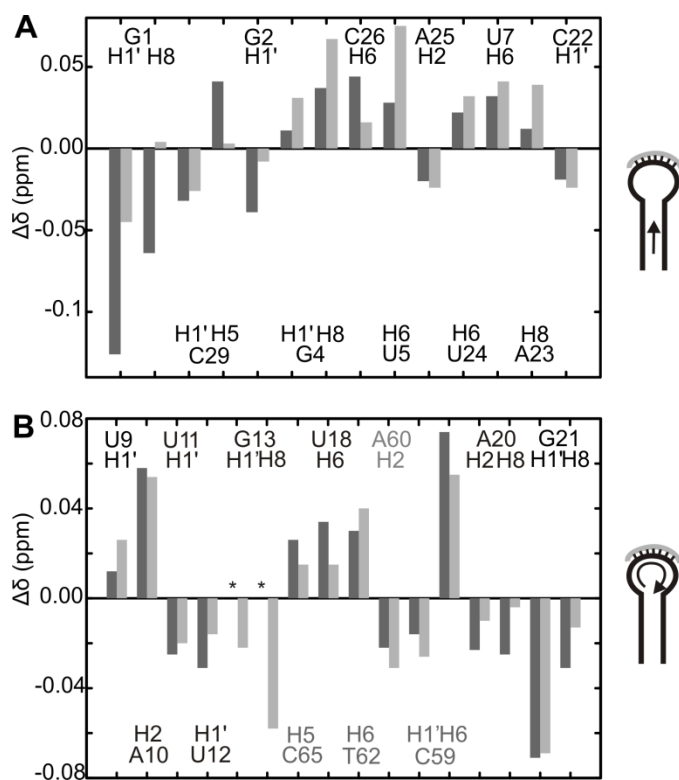 A
G1 G2 C26 A25 U7 C22
H1' H8 H1' H6 H2 H6 H1'
0.05
0.00
Δδ (ppm)
-0.05
-0.1
H1' H5 H1' H8 H6 H6 H8
C29 G4 U5 U24 A23
B
0.08
U9 U11 G13 U18 A60 A20 G21
H1' H1' H1' H8 H6 H2 H2 H8 H1' H8
0.04
* *
0.00
Δδ (ppm)
-0.04
H2 H1' H5 H6 H1' H6
A10 U12 C65 T62 C59
-0.08